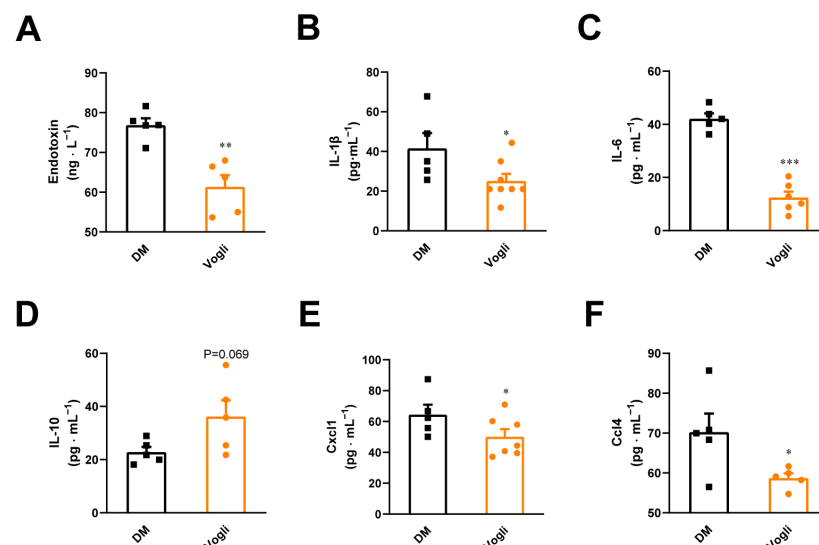 A
B
C
Endotoxin
(ng · L⁻¹)
90
80
70
60
50
**
DM
Vogli
IL-1β
(pg·mL⁻¹)
80
60
40
20
0
*
DM
Vogli
IL-6
(pg · mL⁻¹)
60
40
20
0
***
DM
Vogli
D
E
F
IL-10
(pg · mL⁻¹)
60
40
20
0
P=0.069
DM
Vogli
Cxcl1
(pg · mL⁻¹)
100
80
60
40
20
0
*
DM
Vogli
Ccl4
(pg · mL⁻¹)
90
80
70
60
50
*
DM
Vogli